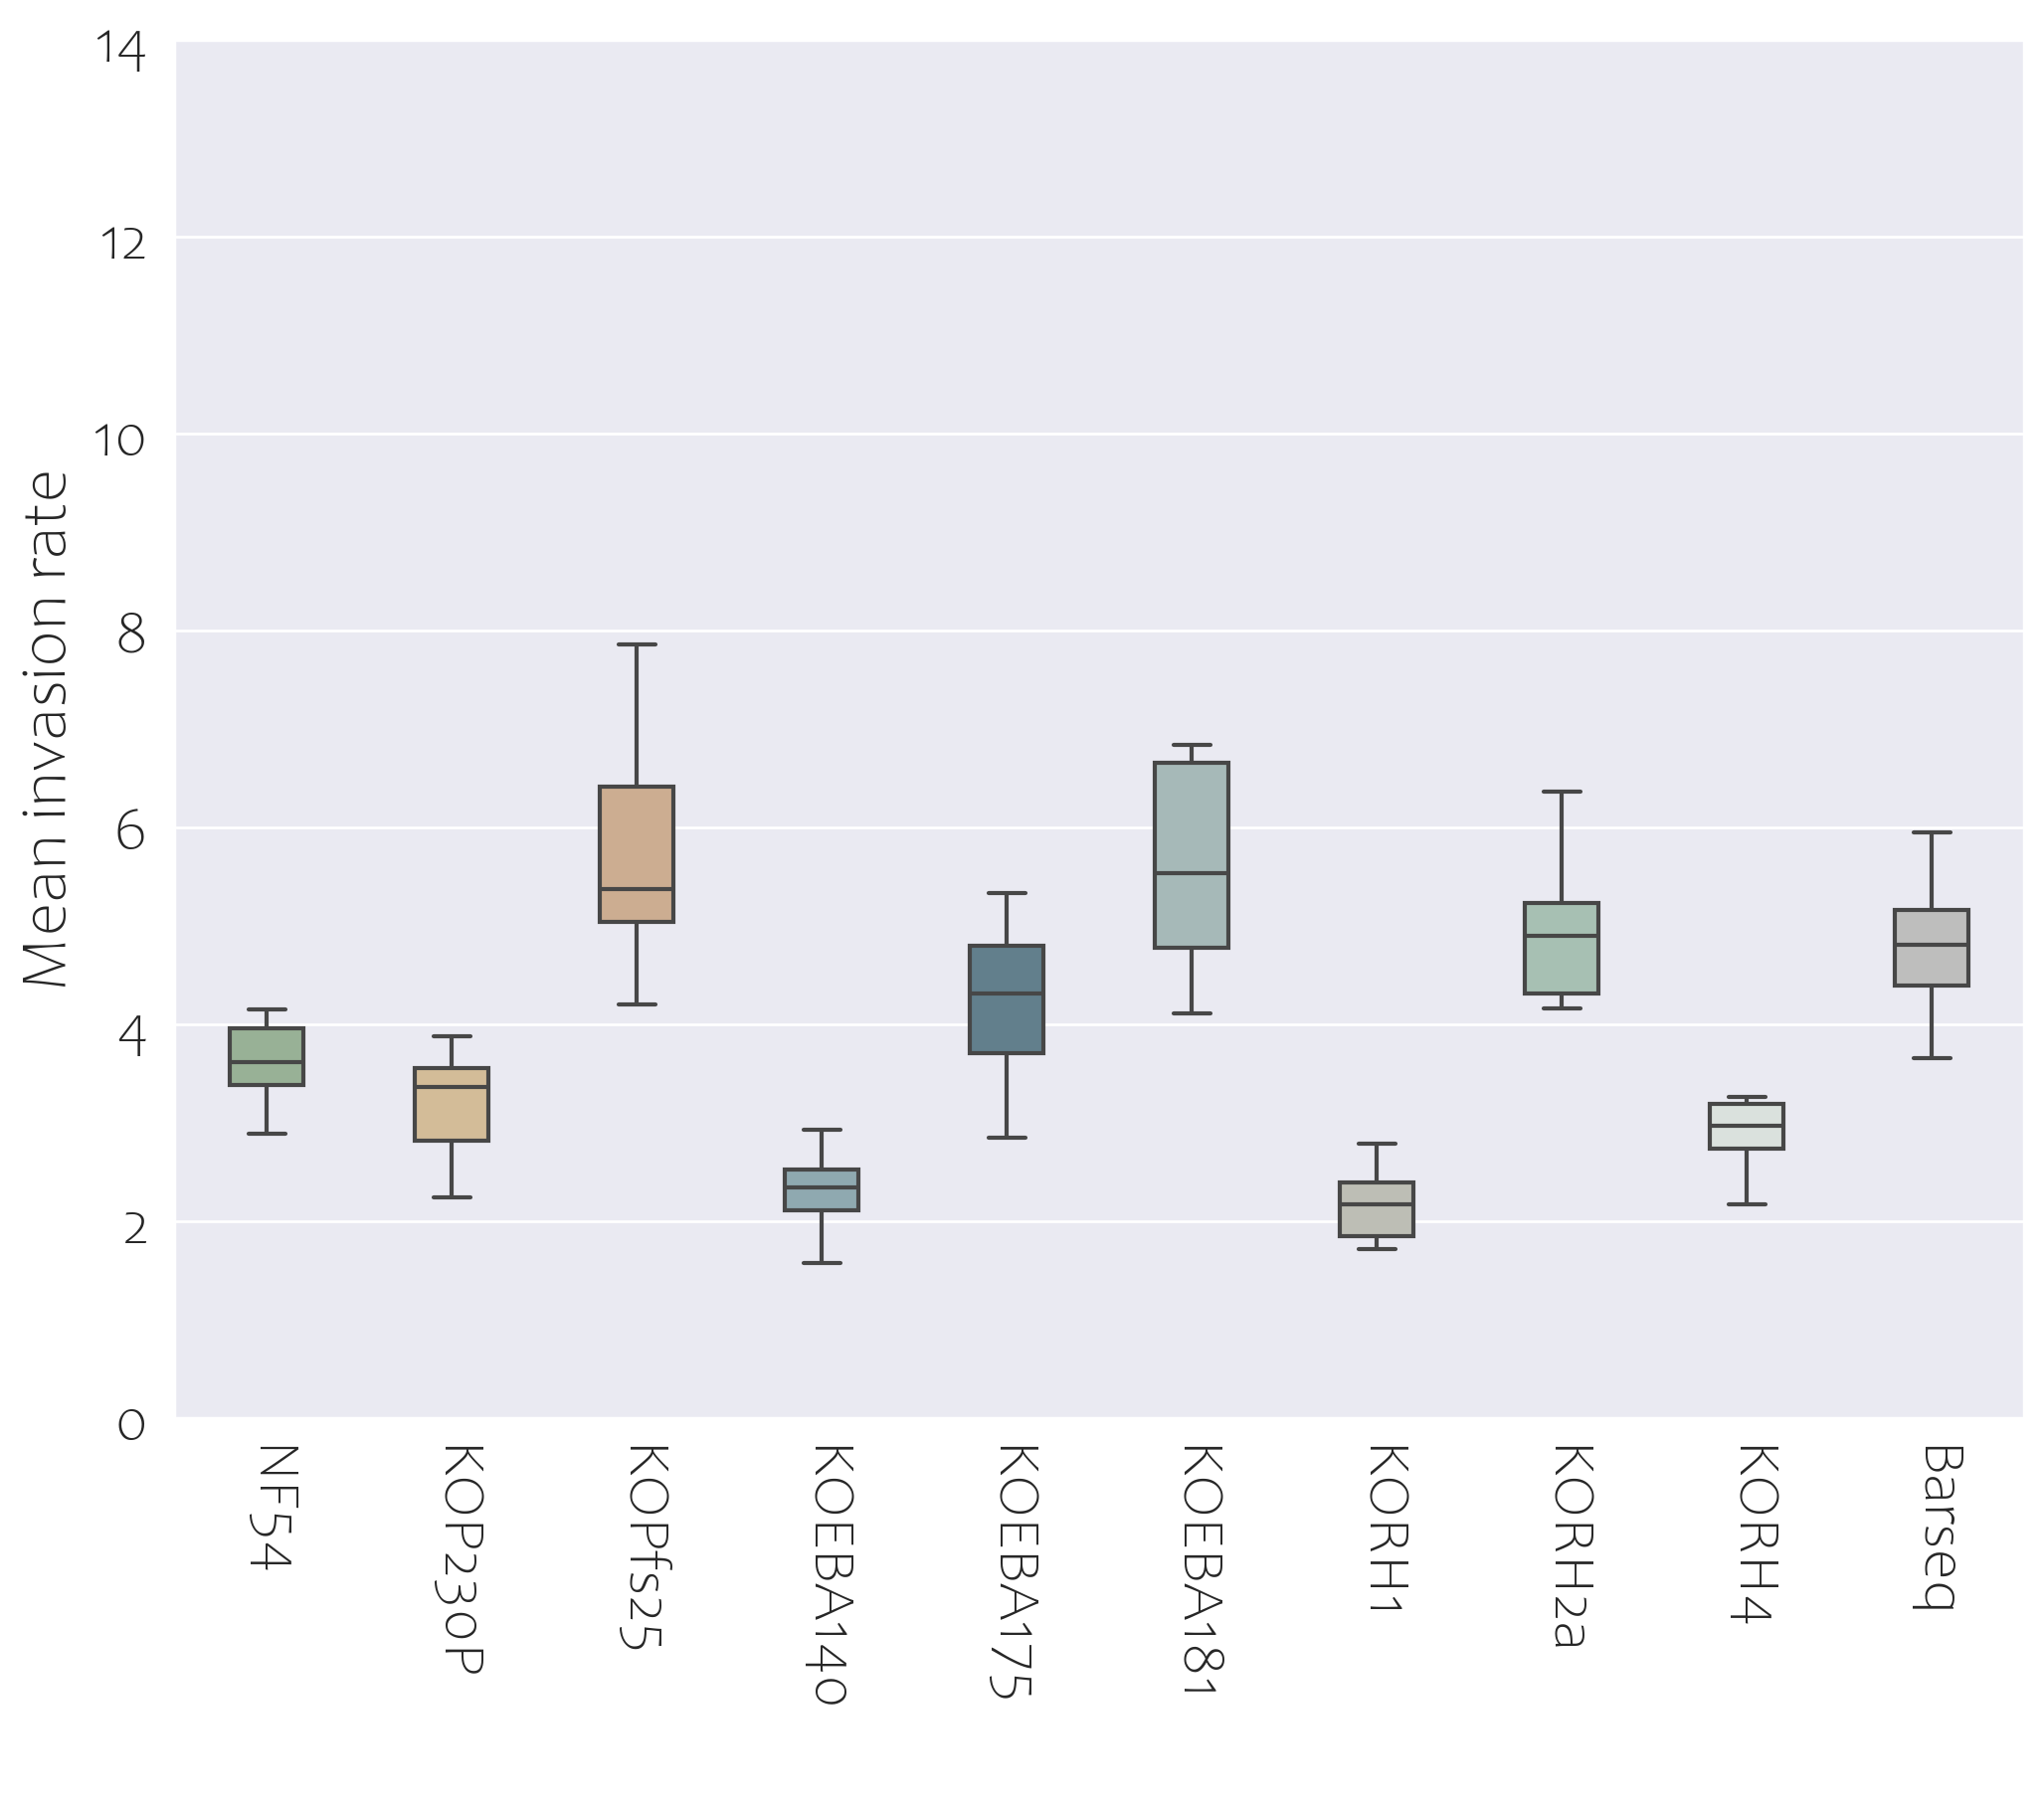 14
12
10
8
6
4
2
0
Mean invasion rate
NF54
KOP230P
KOPfs25
KOEBA140
KOEBA175
KOEBA181
KORH1
KORH2a
KORH4
Barseq